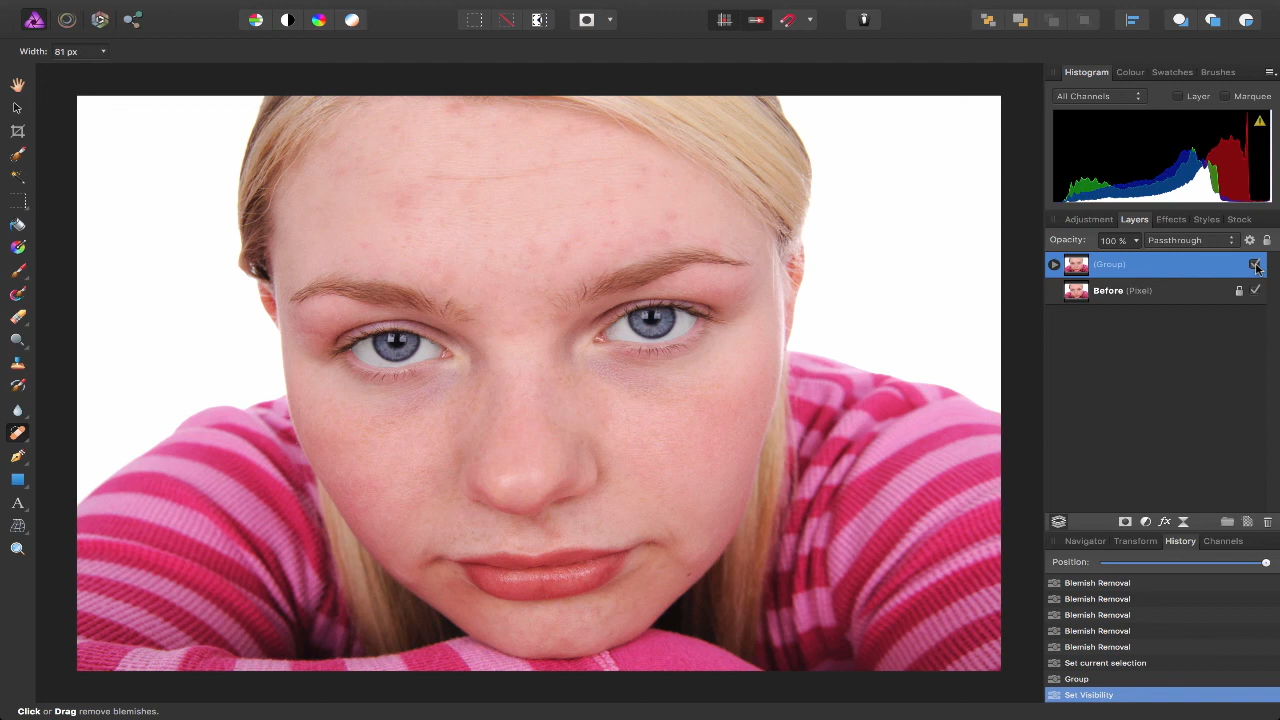 Width: 81 px
Histogram Colour Swatches Brushes
All Channels Layer Marquee
Adjustment Layers Effects Styles Stock
Opacity: 100 % Passthrough
(Group)
Before (Pixel)
Navigator Transform History Channels
Position:
Blemish Removal
Blemish Removal
Blemish Removal
Blemish Removal
Blemish Removal
Set current selection
Group
Set Visibility
Click or Drag remove blemishes.